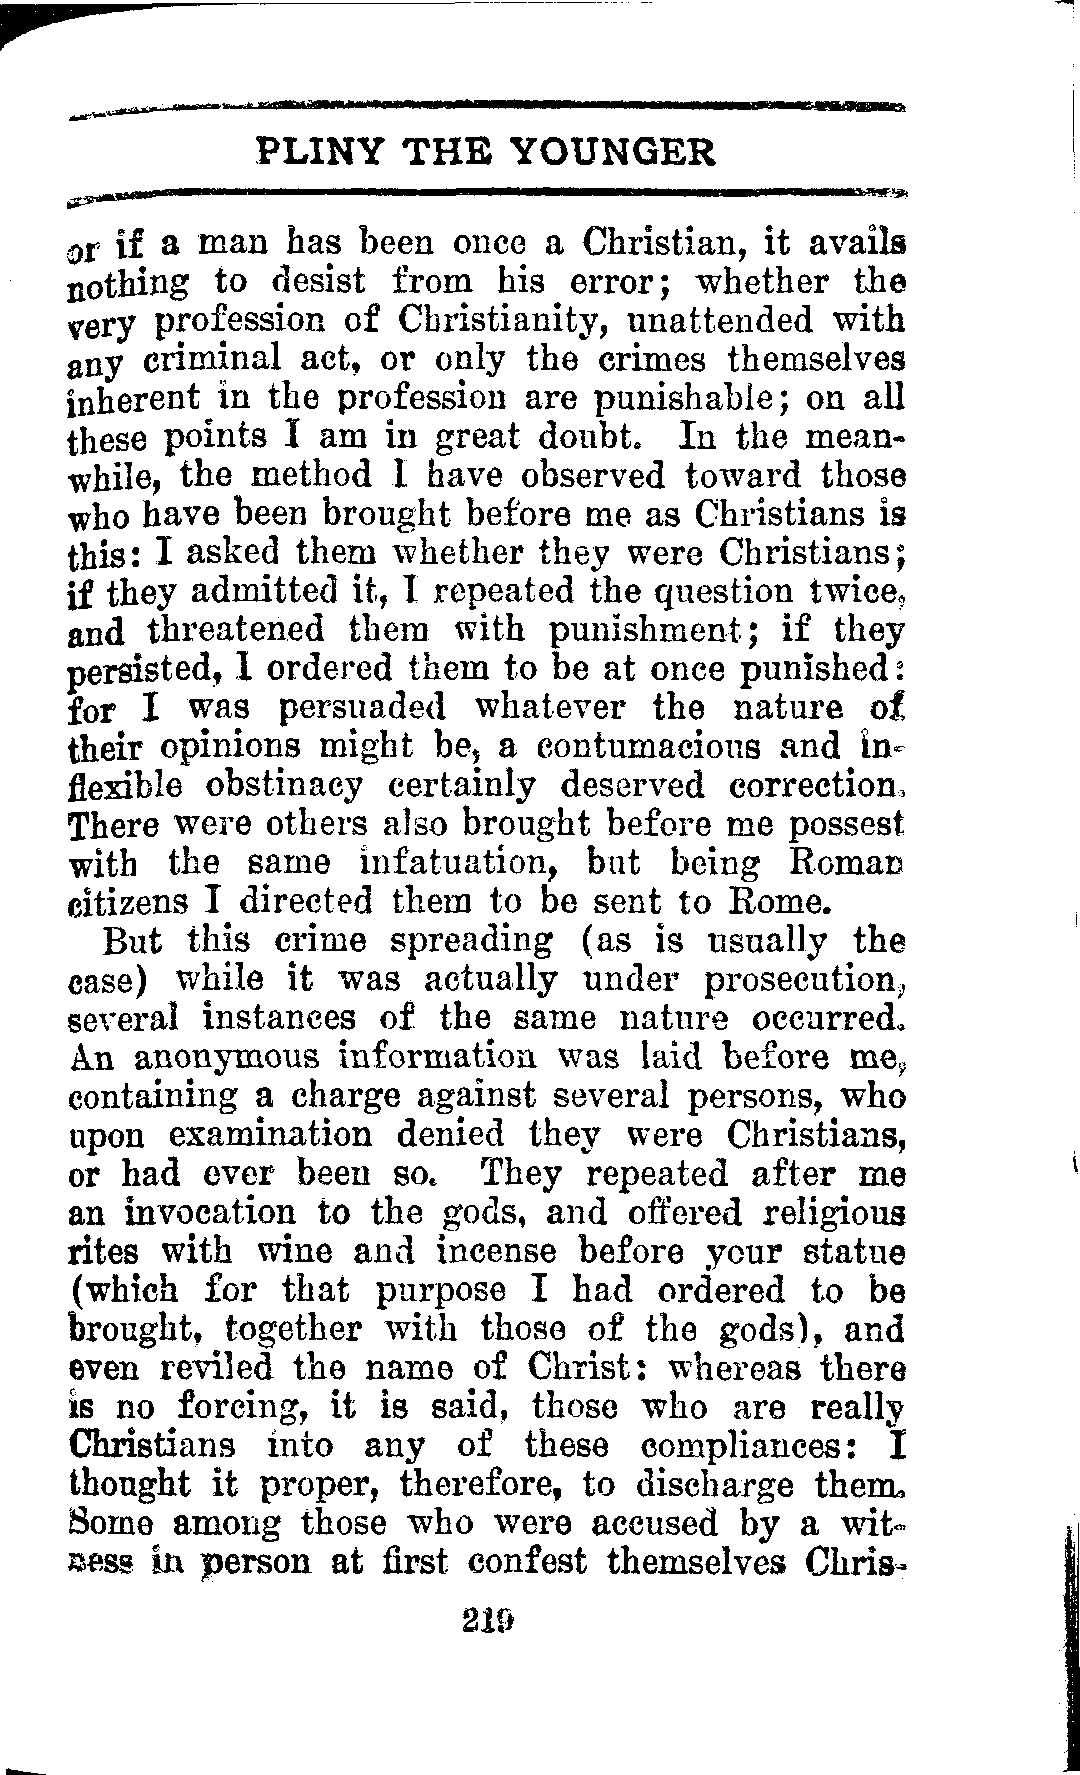 PLINY THE YOUNGER
or if a man has been once a Christian, it avails
nothing to desist from his error; whether the
very profession of Christianity, unattended with
any criminal act, or only the crimes themselves
inherent in the profession are punishable; on all
these points I am in great doubt. In the mean-
while, the method I have observed toward those
who have been brought before me as Christians is
this: I asked them whether they were Christians;
if they admitted it, I repeated the question twice,
and threatened them with punishment; if they
persisted, I ordered them to be at once punished:
for I was persuaded whatever the nature of
their opinions might be, a contumacious and in-
flexible obstinacy certainly deserved correction.
There were others also brought before me possest
with the same infatuation, but being Roman
citizens I directed them to be sent to Rome.
But this crime spreading (as is usually the
case) while it was actually under prosecution,
several instances of the same nature occurred.
An anonymous information was laid before me,
containing a charge against several persons, who
upon examination denied they were Christians,
or had ever been so. They repeated after me
an invocation to the gods, and offered religious
rites with wine and incense before your statue
(which for that purpose I had ordered to be
brought, together with those of the gods), and
even reviled the name of Christ: whereas there
is no forcing, it is said, those who are really
Christians into any of these compliances: I
thought it proper, therefore, to discharge them.
Some among those who were accused by a wit-
ness in person at first confest themselves Chris-
219